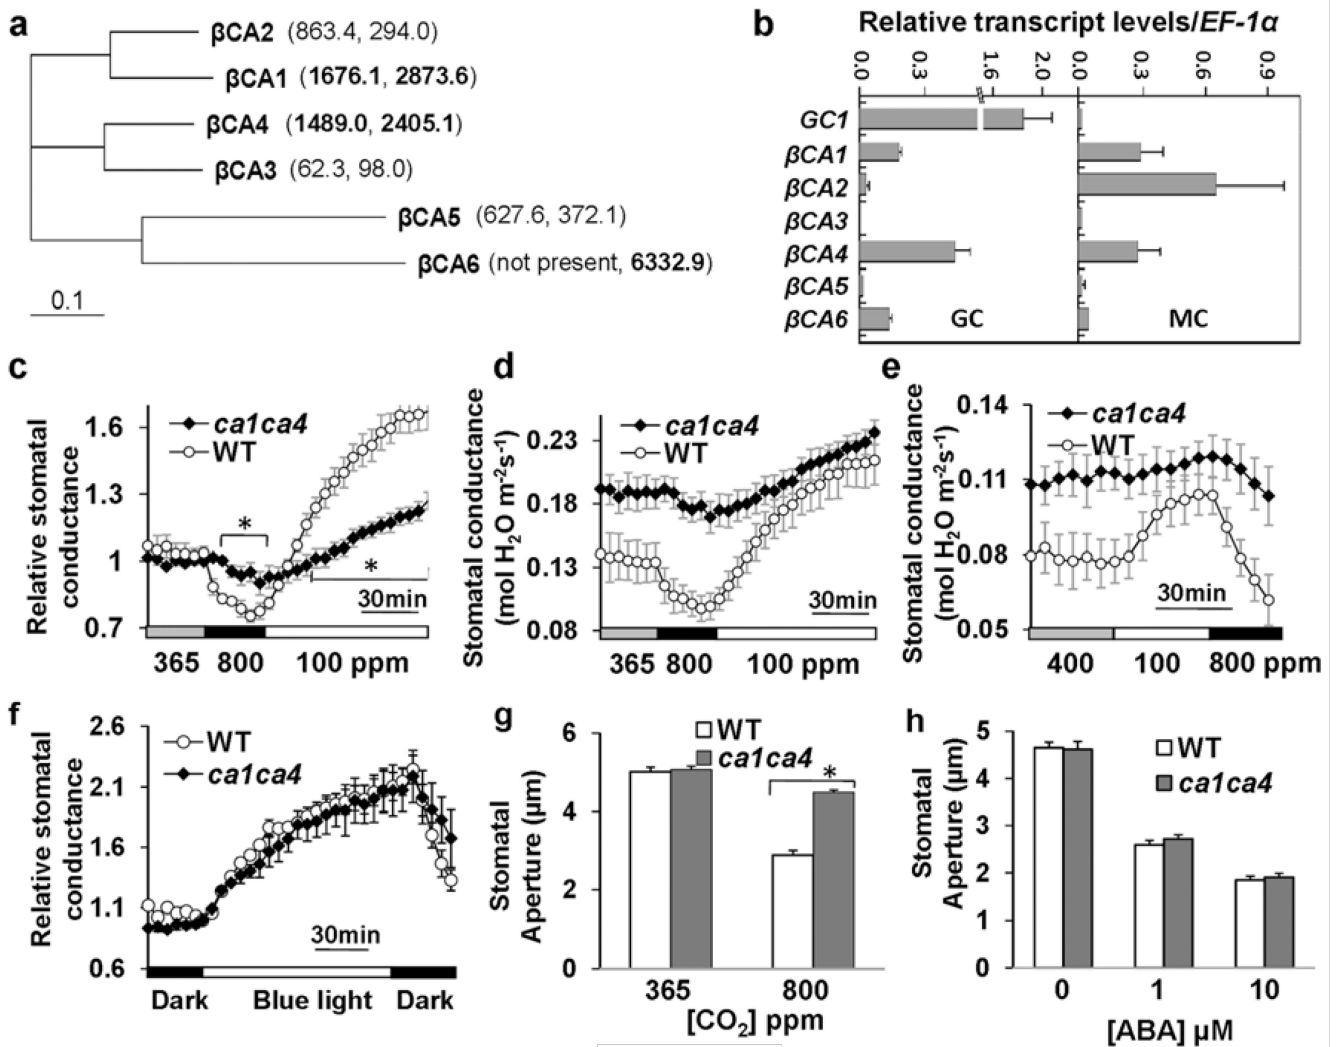 a
βCA2 (863.4, 294.0)
βCA1 (1676.1, 2873.6)
βCA4 (1489.0, 2405.1)
βCA3 (62.3, 98.0)
βCA5 (627.6, 372.1)
βCA6 (not present, 6332.9)
0.1
b
Relative transcript levels/EF-1α
0.0 0.3 1.6 2.0 0.0 0.3 0.6 0.9
GC1
βCA1
βCA2
βCA3
βCA4
βCA5
βCA6
GC MC
c
Relative stomatal
conductance
1.6
1.3
1
0.7
ca1ca4
WT
*
*
30min
365 800 100 ppm
d
Stomatal conductance
(mol H₂O m⁻²s⁻¹)
0.23
0.18
0.13
0.08
ca1ca4
WT
30min
365 800 100 ppm
e
Stomatal conductance
(mol H₂O m⁻²s⁻¹)
0.14
0.11
0.08
0.05
ca1ca4
WT
30min
400 100 800 ppm
f
Relative stomatal
conductance
2.6
2.1
1.6
1.1
0.6
WT
ca1ca4
30min
Dark Blue light Dark
g
Stomatal
Aperture (µm)
6
4
2
0
WT
ca1ca4
*
365 800
[CO₂] ppm
h
Stomatal
Aperture (µm)
5
4
3
2
1
0
WT
ca1ca4
0 1 10
[ABA] µM